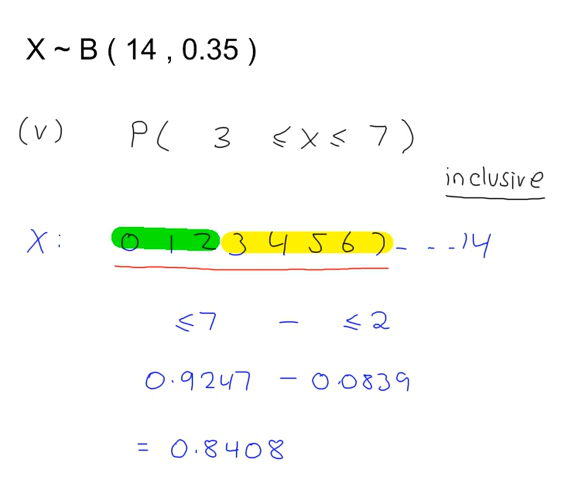 X ~ B ( 14 , 0.35 )
(v) P( 3 ≤ x ≤ 7 )
inclusive
X: 0 1 2 3 4 5 6 7 - - - 14
≤7 - ≤2
0.9247 - 0.0839
= 0.8408